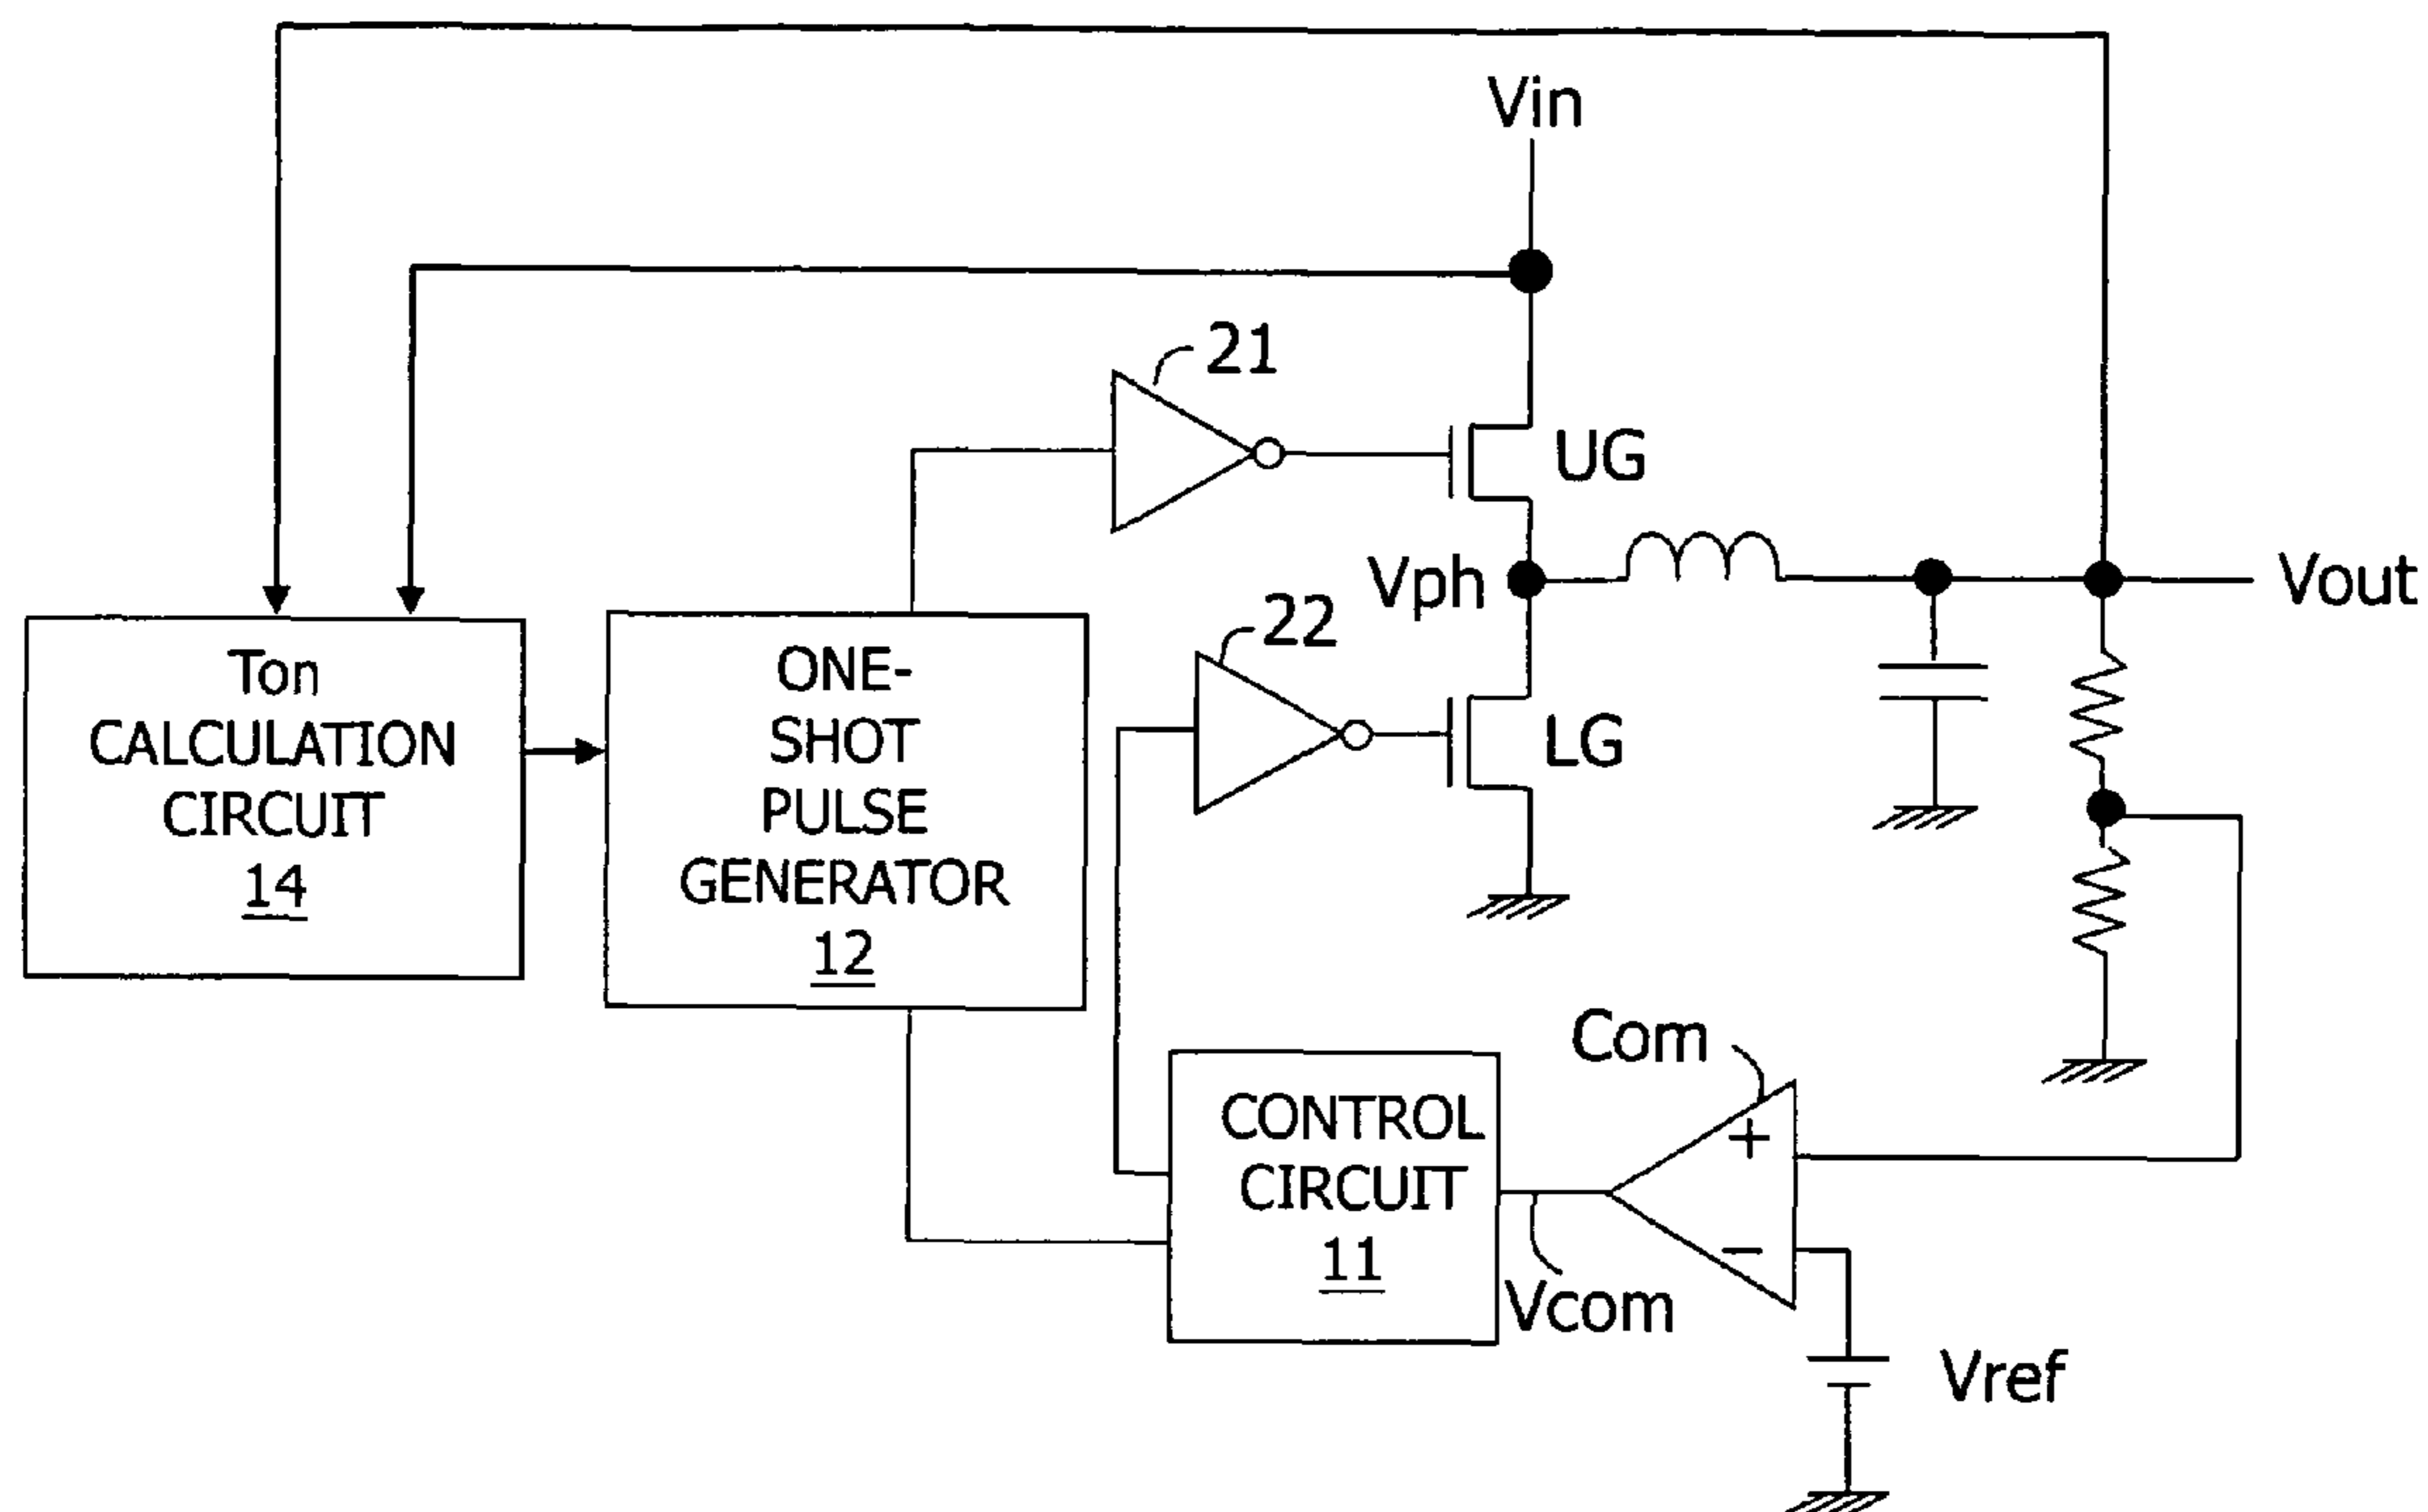 Vin
21
UG
Vph
Vout
22
LG
Ton
CALCULATION
CIRCUIT
14
ONE-
SHOT
PULSE
GENERATOR
12
Com
+
−
CONTROL
CIRCUIT
11
Vcom
Vref